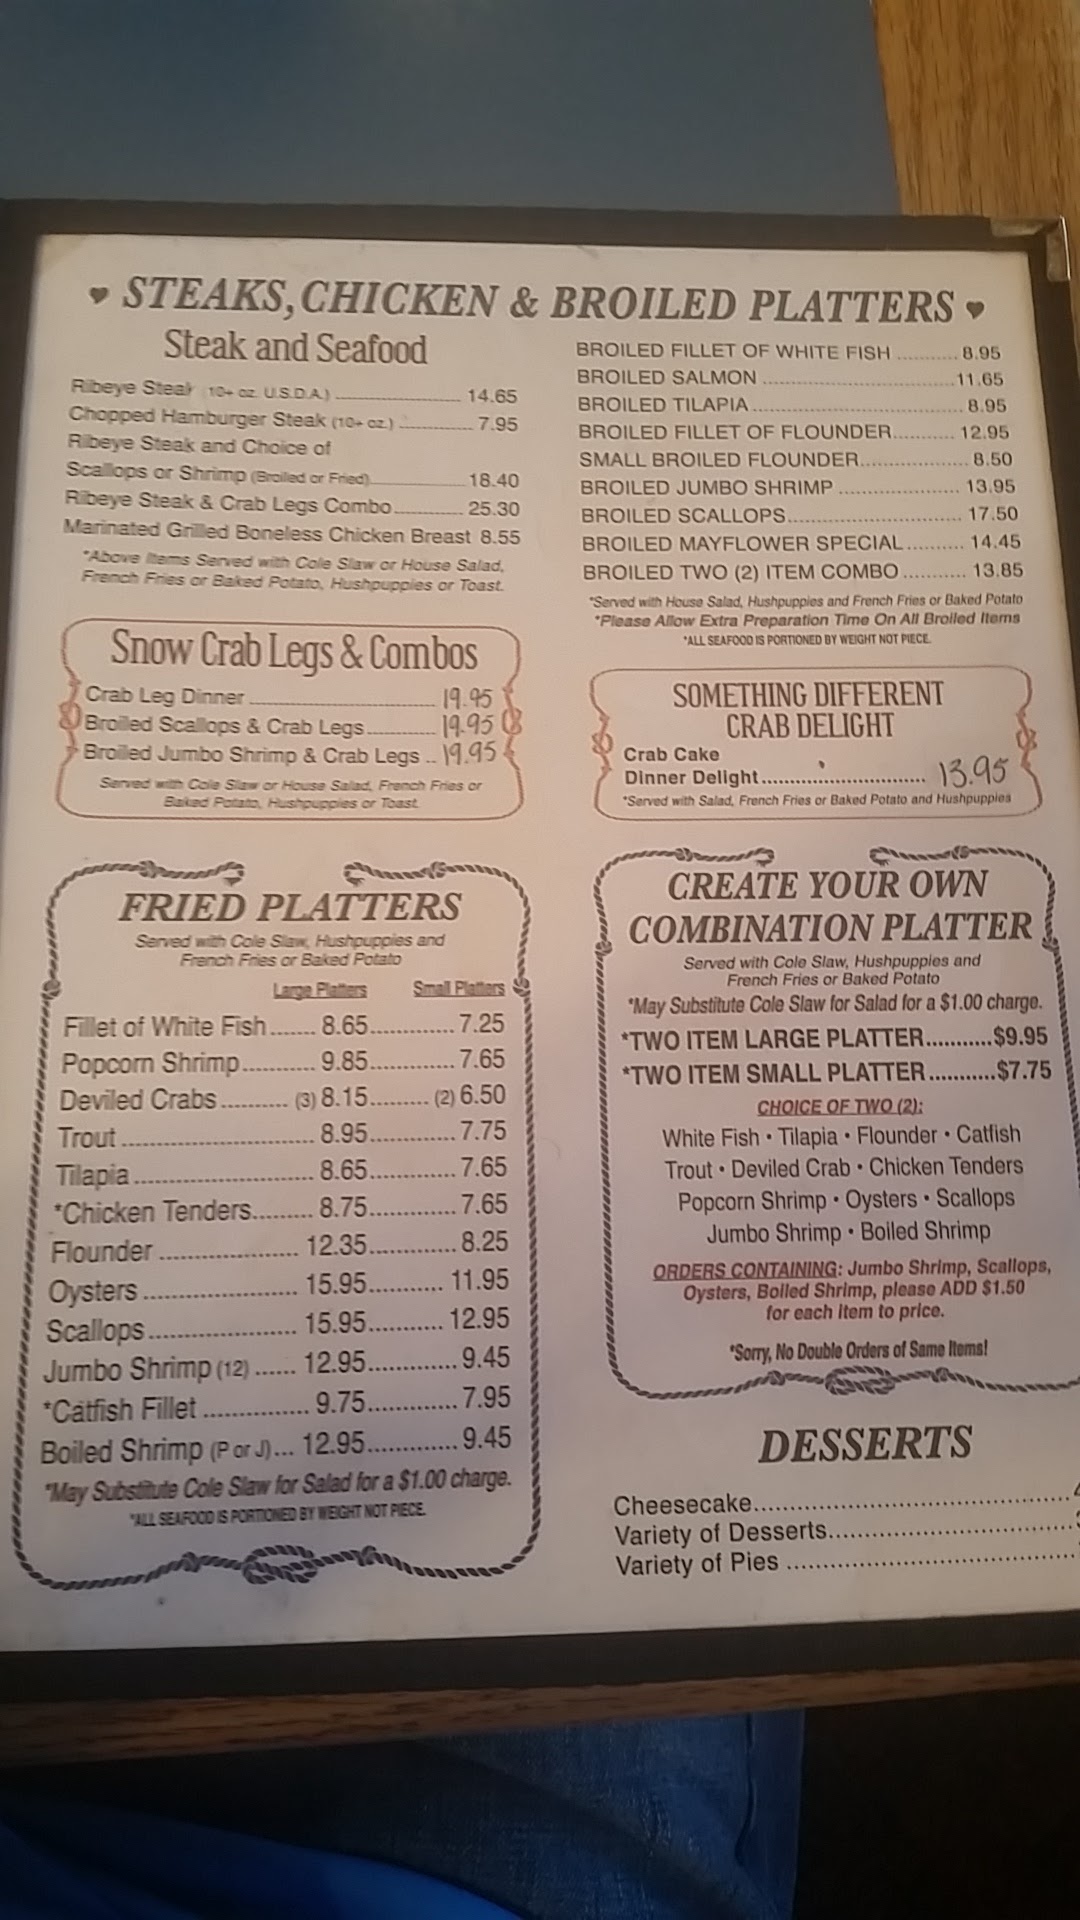 ♥ STEAKS, CHICKEN & BROILED PLATTERS ♥
Steak and Seafood
Ribeye Steak (10+ oz. U.S.D.A.) 14.65
Chopped Hamburger Steak (10+ oz.) 7.95
Ribeye Steak and Choice of
Scallops or Shrimp (Broiled or Fried) 18.40
Ribeye Steak & Crab Legs Combo 25.30
Marinated Grilled Boneless Chicken Breast 8.55
*Above Items Served with Cole Slaw or House Salad,
French Fries or Baked Potato, Hushpuppies or Toast.
Snow Crab Legs & Combos
Crab Leg Dinner 19.95
Broiled Scallops & Crab Legs 19.95
Broiled Jumbo Shrimp & Crab Legs .. 19.95
Served with Cole Slaw or House Salad, French Fries or
Baked Potato, Hushpuppies or Toast.
FRIED PLATTERS
Served with Cole Slaw, Hushpuppies and
French Fries or Baked Potato
Large Platters Small Platters
Fillet of White Fish....... 8.65............. 7.25
Popcorn Shrimp........... 9.85............. 7.65
Deviled Crabs .......... (3) 8.15......... (2) 6.50
Trout ............................. 8.95............. 7.75
Tilapia ........................... 8.65............. 7.65
*Chicken Tenders......... 8.75............. 7.65
Flounder ..................... 12.35............. 8.25
Oysters ....................... 15.95........... 11.95
Scallops ...................... 15.95........... 12.95
Jumbo Shrimp (12) ...... 12.95............. 9.45
*Catfish Fillet ................ 9.75............. 7.95
Boiled Shrimp (P or J)... 12.95............. 9.45
*May Substitute Cole Slaw for Salad for a $1.00 charge.
*ALL SEAFOOD IS PORTIONED BY WEIGHT NOT PIECE.
BROILED FILLET OF WHITE FISH ........... 8.95
BROILED SALMON ................................ 11.65
BROILED TILAPIA ................................... 8.95
BROILED FILLET OF FLOUNDER........... 12.95
SMALL BROILED FLOUNDER.................. 8.50
BROILED JUMBO SHRIMP .................... 13.95
BROILED SCALLOPS............................. 17.50
BROILED MAYFLOWER SPECIAL .......... 14.45
BROILED TWO (2) ITEM COMBO ........... 13.85
*Served with House Salad, Hushpuppies and French Fries or Baked Potato
*Please Allow Extra Preparation Time On All Broiled Items
*ALL SEAFOOD IS PORTIONED BY WEIGHT NOT PIECE.
SOMETHING DIFFERENT
CRAB DELIGHT
Crab Cake
Dinner Delight............................ 13.95
*Served with Salad, French Fries or Baked Potato and Hushpuppies
CREATE YOUR OWN
COMBINATION PLATTER
Served with Cole Slaw, Hushpuppies and
French Fries or Baked Potato
*May Substitute Cole Slaw for Salad for a $1.00 charge.
*TWO ITEM LARGE PLATTER...........$9.95
*TWO ITEM SMALL PLATTER...........$7.75
CHOICE OF TWO (2):
White Fish • Tilapia • Flounder • Catfish
Trout • Deviled Crab • Chicken Tenders
Popcorn Shrimp • Oysters • Scallops
Jumbo Shrimp • Boiled Shrimp
ORDERS CONTAINING: Jumbo Shrimp, Scallops,
Oysters, Boiled Shrimp, please ADD $1.50
for each item to price.
*Sorry, No Double Orders of Same Items!
DESSERTS
Cheesecake
Variety of Desserts
Variety of Pies